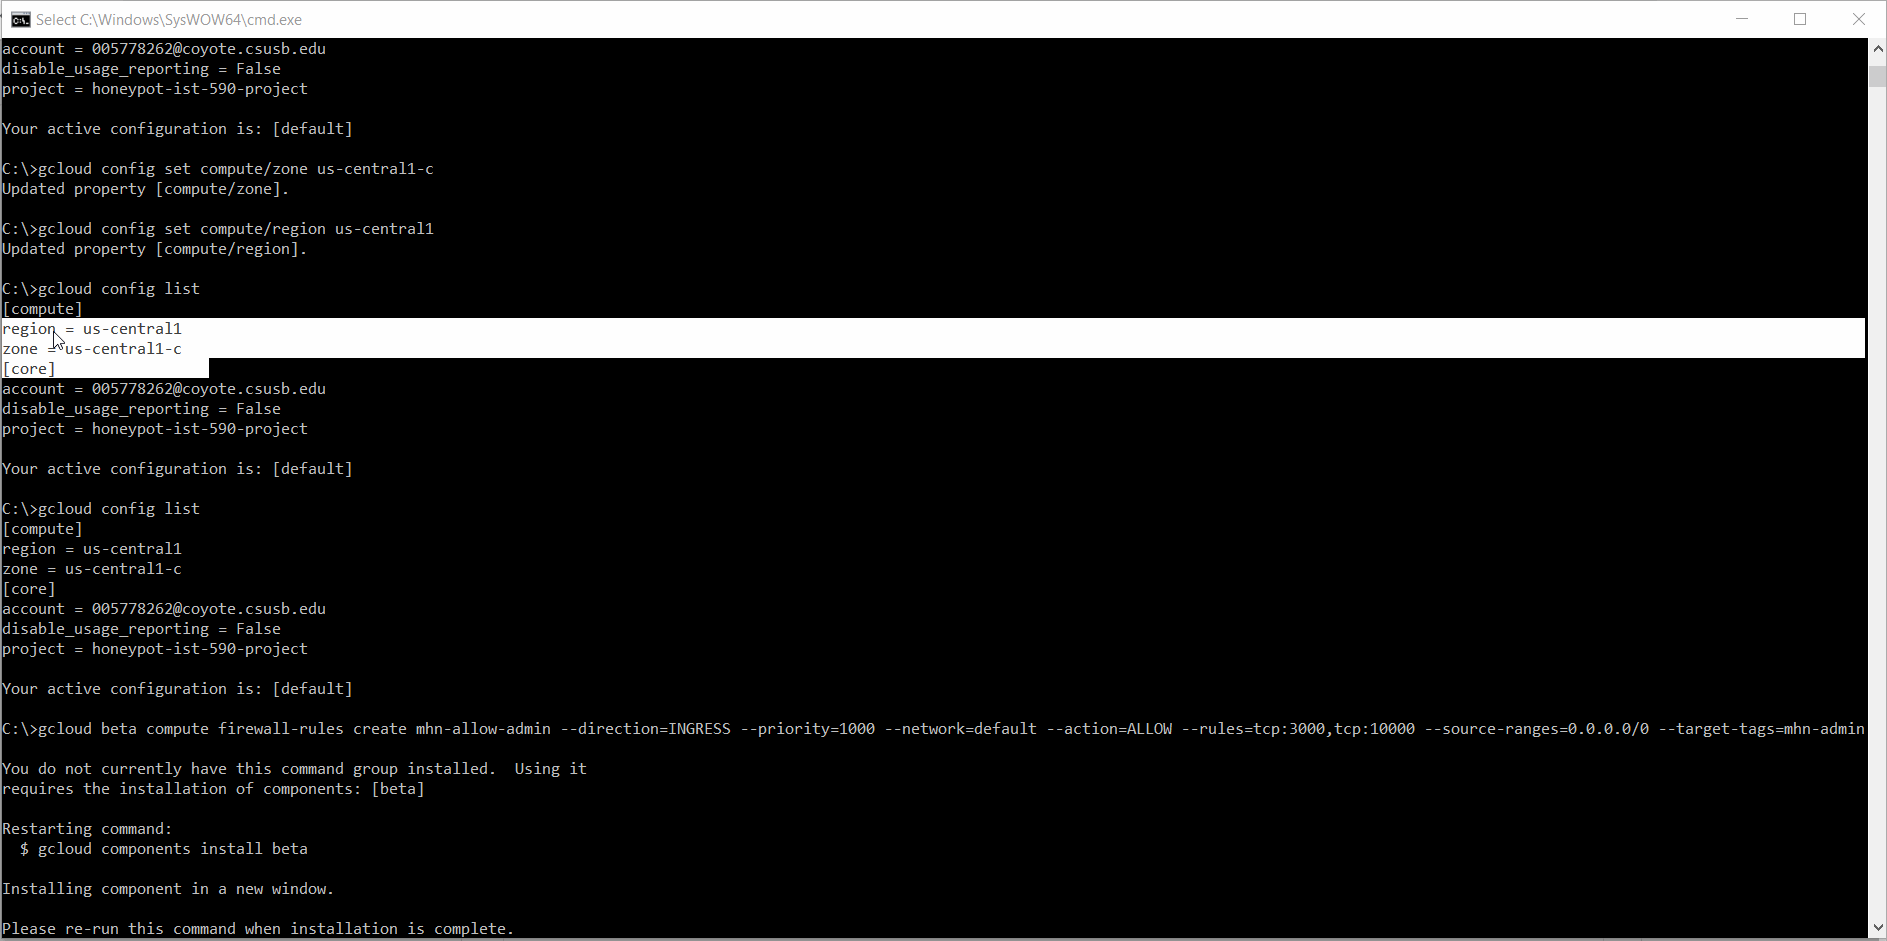 Select C:\Windows\SysWOW64\cmd.exe
account = 005778262@coyote.csusb.edu
disable_usage_reporting = False
project = honeypot-ist-590-project
Your active configuration is: [default]
C:\>gcloud config set compute/zone us-central1-c
Updated property [compute/zone].
C:\>gcloud config set compute/region us-central1
Updated property [compute/region].
C:\>gcloud config list
[compute]
region = us-central1
zone = us-central1-c
[core]
account = 005778262@coyote.csusb.edu
disable_usage_reporting = False
project = honeypot-ist-590-project
Your active configuration is: [default]
C:\>gcloud config list
[compute]
region = us-central1
zone = us-central1-c
[core]
account = 005778262@coyote.csusb.edu
disable_usage_reporting = False
project = honeypot-ist-590-project
Your active configuration is: [default]
C:\>gcloud beta compute firewall-rules create mhn-allow-admin --direction=INGRESS --priority=1000 --network=default --action=ALLOW --rules=tcp:3000,tcp:10000 --source-ranges=0.0.0.0/0 --target-tags=mhn-admin
You do not currently have this command group installed.  Using it
requires the installation of components: [beta]
Restarting command:
$ gcloud components install beta
Installing component in a new window.
Please re-run this command when installation is complete.